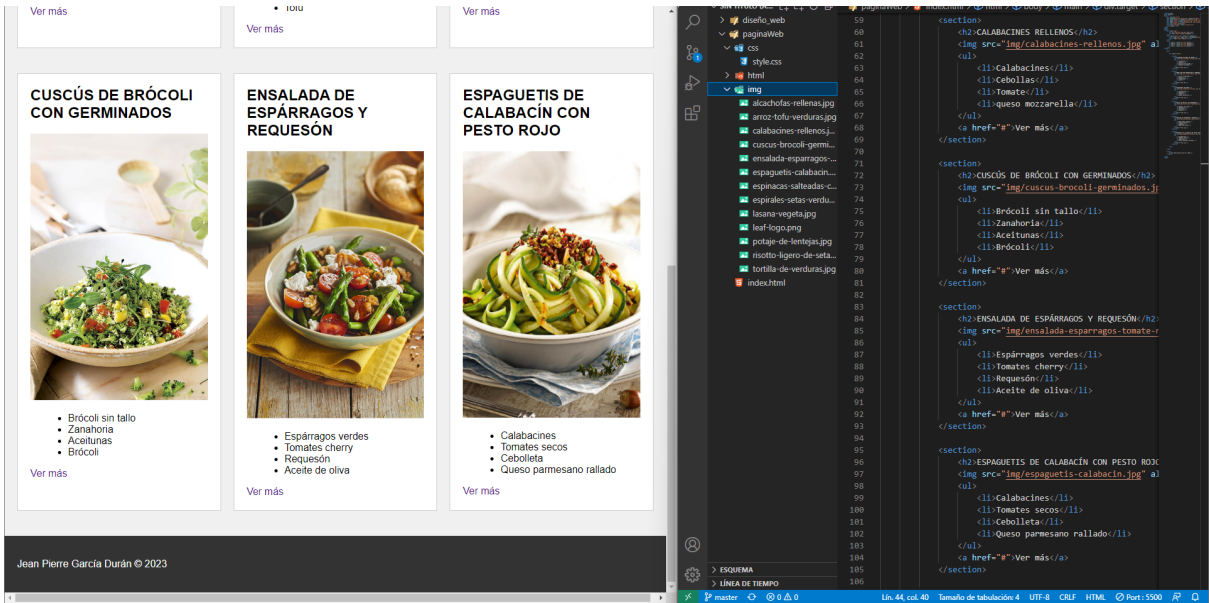 Ver más
Tofu
Ver más
Ver más
CUSCÚS DE BRÓCOLI
CON GERMINADOS
Brócoli sin tallo
Zanahoria
Aceitunas
Brócoli
Ver más
ENSALADA DE
ESPÁRRAGOS Y
REQUESÓN
Espárragos verdes
Tomates cherry
Requesón
Aceite de oliva
Ver más
ESPAGUETIS DE
CALABACÍN CON
PESTO ROJO
Calabacines
Tomates secos
Cebolleta
Queso parmesano rallado
Ver más
Jean Pierre García Durán © 2023
diseño_web
paginaWeb
css
style.css
html
img
alcachofas-rellenas.jpg
arroz-tofu-verduras.jpg
calabacines-rellenos.j...
cuscus-brocoli-germi...
ensalada-esparragos-...
espaguetis-calabacin....
espinacas-salteadas-c...
espirales-setas-verdu...
lasana-vegeta.jpg
leaf-logo.png
potaje-de-lentejas.jpg
risotto-ligero-de-seta...
tortilla-de-verduras.jpg
index.html
ESQUEMA
LÍNEA DE TIEMPO
59 <section>
60 <h2>CALABACINES RELLENOS</h2>
61 <img src="img/calabacines-rellenos.jpg" al
62 <ul>
63 <li>Calabacines</li>
64 <li>Cebollas</li>
65 <li>Tomate</li>
66 <li>queso mozzarella</li>
67 </ul>
68 <a href="#">Ver más</a>
69 </section>
70
71 <section>
72 <h2>CUSCÚS DE BRÓCOLI CON GERMINADOS</h2>
73 <img src="img/cuscus-brocoli-germinados.jp
74 <ul>
75 <li>Brócoli sin tallo</li>
76 <li>Zanahoria</li>
77 <li>Aceitunas</li>
78 <li>Brócoli</li>
79 </ul>
80 <a href="#">Ver más</a>
81 </section>
82
83 <section>
84 <h2>ENSALADA DE ESPÁRRAGOS Y REQUESÓN</h2>
85 <img src="img/ensalada-esparragos-tomate-r
86 <ul>
87 <li>Espárragos verdes</li>
88 <li>Tomates cherry</li>
89 <li>Requesón</li>
90 <li>Aceite de oliva</li>
91 </ul>
92 <a href="#">Ver más</a>
93 </section>
94
95 <section>
96 <h2>ESPAGUETIS DE CALABACÍN CON PESTO ROJO
97 <img src="img/espaguetis-calabacin.jpg" al
98 <ul>
99 <li>Calabacines</li>
100 <li>Tomates secos</li>
101 <li>Cebolleta</li>
102 <li>Queso parmesano rallado</li>
103 </ul>
104 <a href="#">Ver más</a>
105 </section>
106
master 0 0 Lín. 44, col. 40 Tamaño de tabulación: 4 UTF-8 CRLF HTML Port : 5500